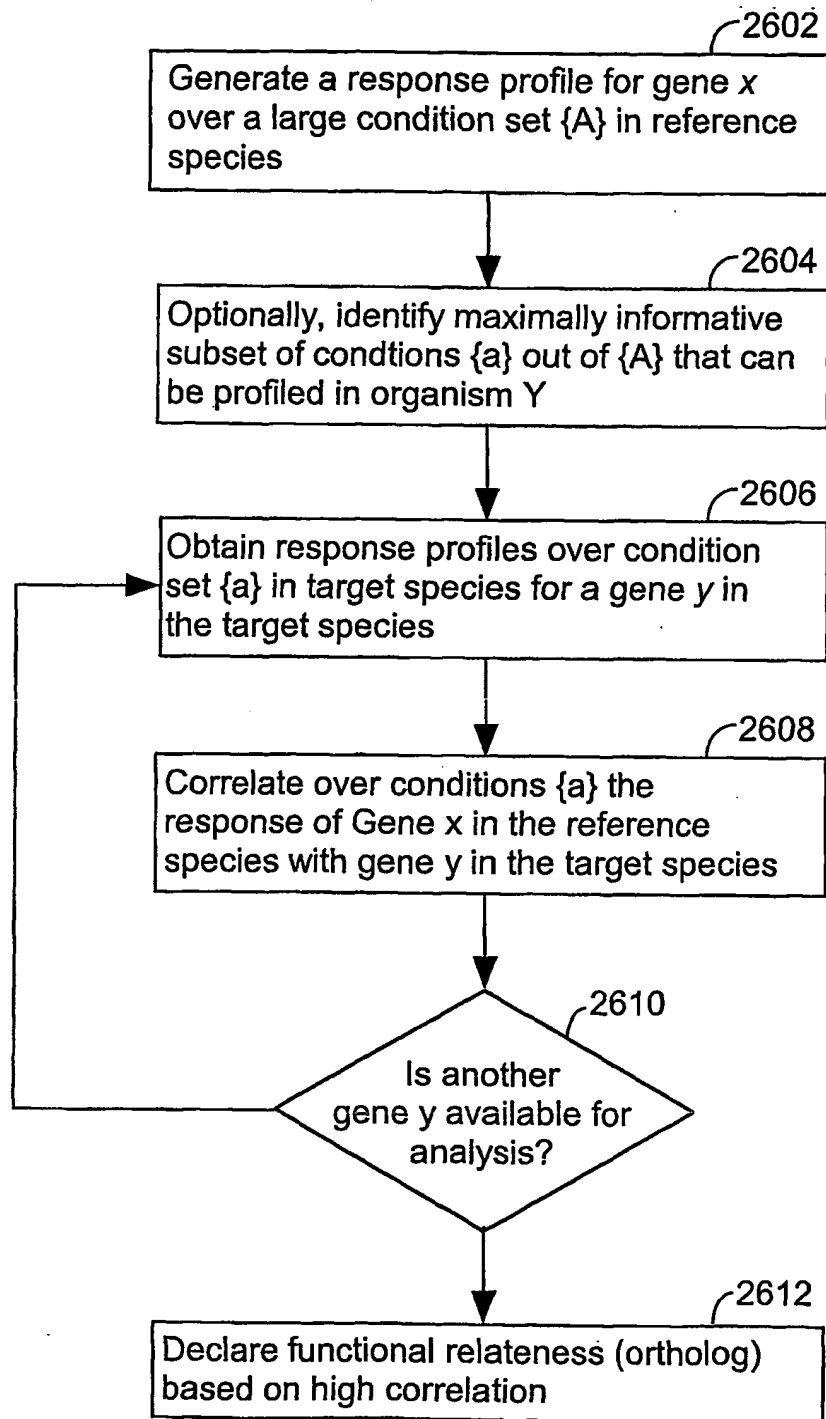 2602
Generate a response profile for gene x
over a large condition set {A} in reference
species
2604
Optionally, identify maximally informative
subset of condtions {a} out of {A} that can
be profiled in organism Y
2606
Obtain response profiles over condition
set {a} in target species for a gene y in
the target species
2608
Correlate over conditions {a} the
response of Gene x in the reference
species with gene y in the target species
2610
Is another
gene y available for
analysis?
2612
Declare functional relateness (ortholog)
based on high correlation